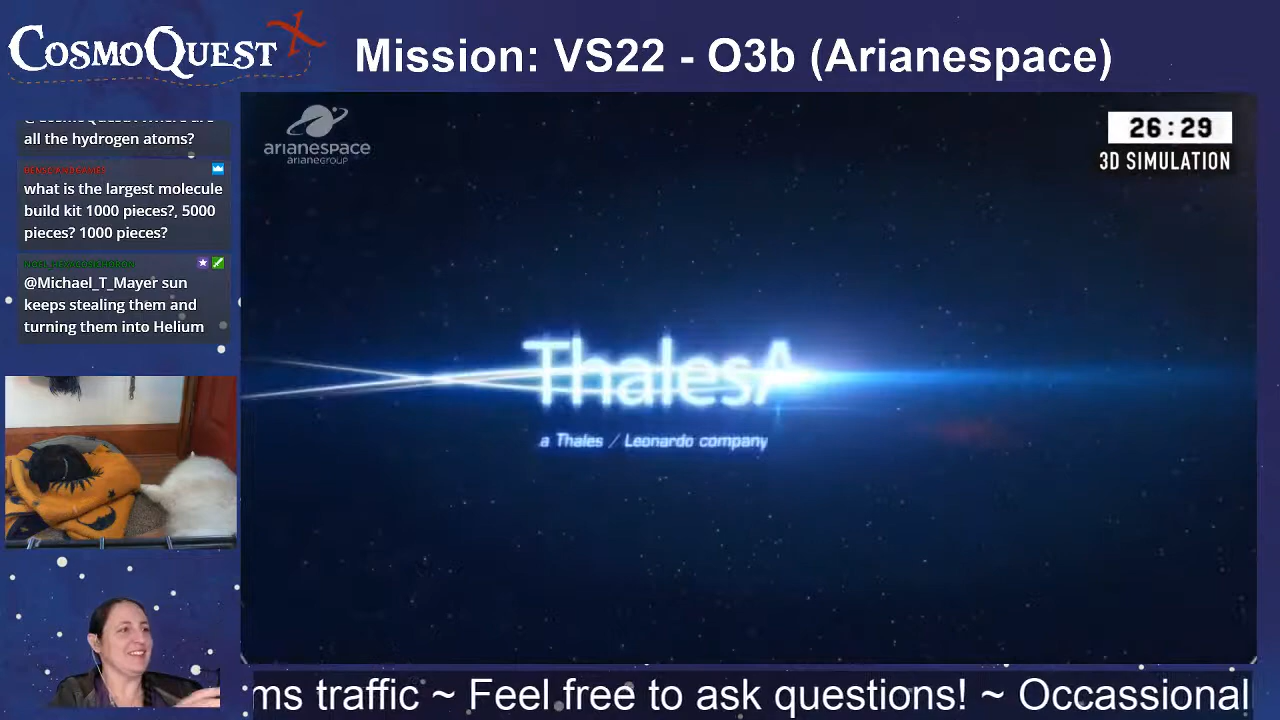 COSMOQUEST X
Mission: VS22 - O3b (Arianespace)
all the hydrogen atoms?
what is the largest molecule
build kit 1000 pieces?, 5000
pieces? 1000 pieces?
@Michael_T_Mayer sun
keeps stealing them and
turning them into Helium
arianespace
arianegroup
26:29
3D SIMULATION
ThalesA
a Thales / Leonardo company
ms traffic ~ Feel free to ask questions! ~ Occassional